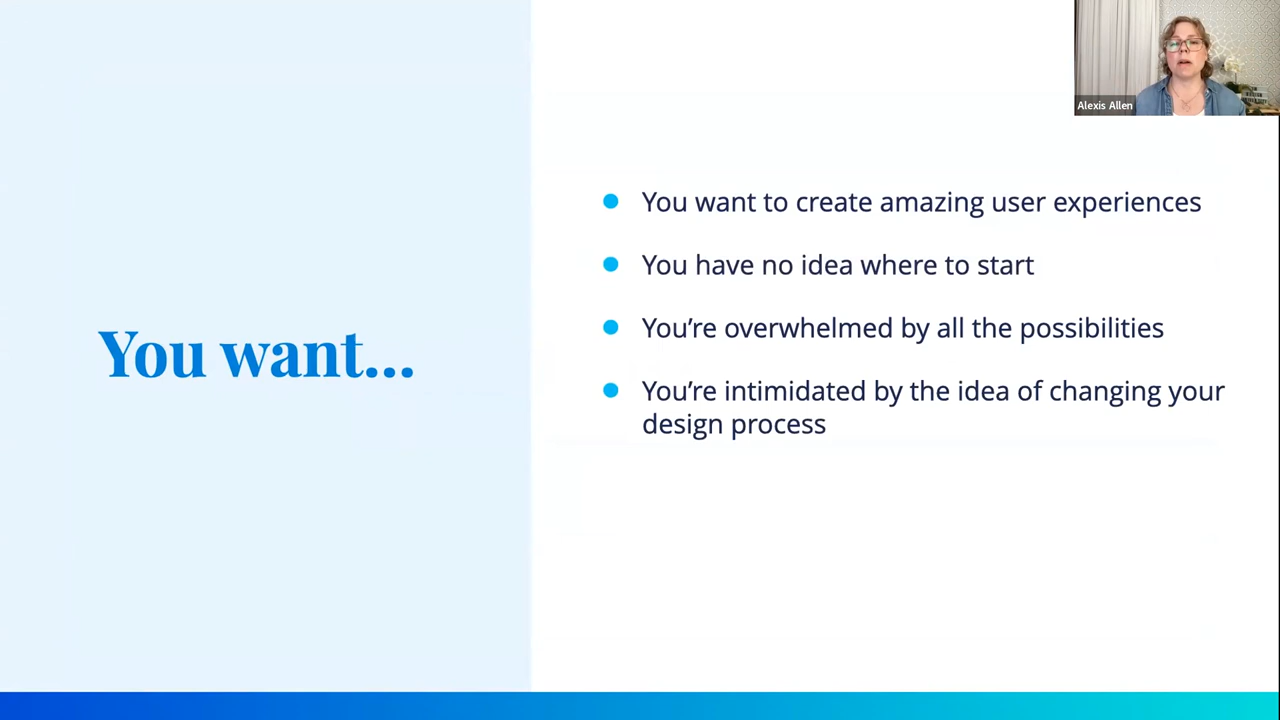 Alexis Allen
You want...
You want to create amazing user experiences
You have no idea where to start
You’re overwhelmed by all the possibilities
You’re intimidated by the idea of changing your
design process